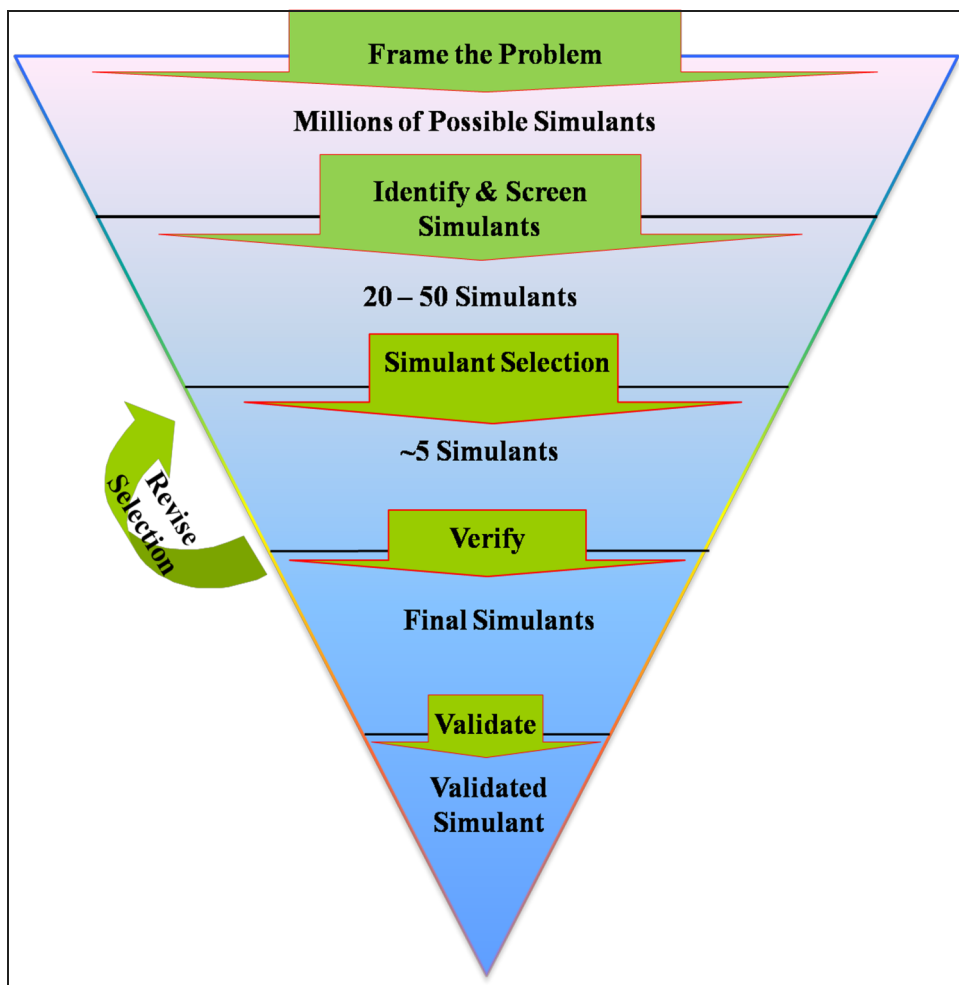 Frame the Problem
Millions of Possible Simulants
Identify & Screen
Simulants
20 – 50 Simulants
Simulant Selection
~5 Simulants
Revise
Selection
Verify
Final Simulants
Validate
Validated
Simulant